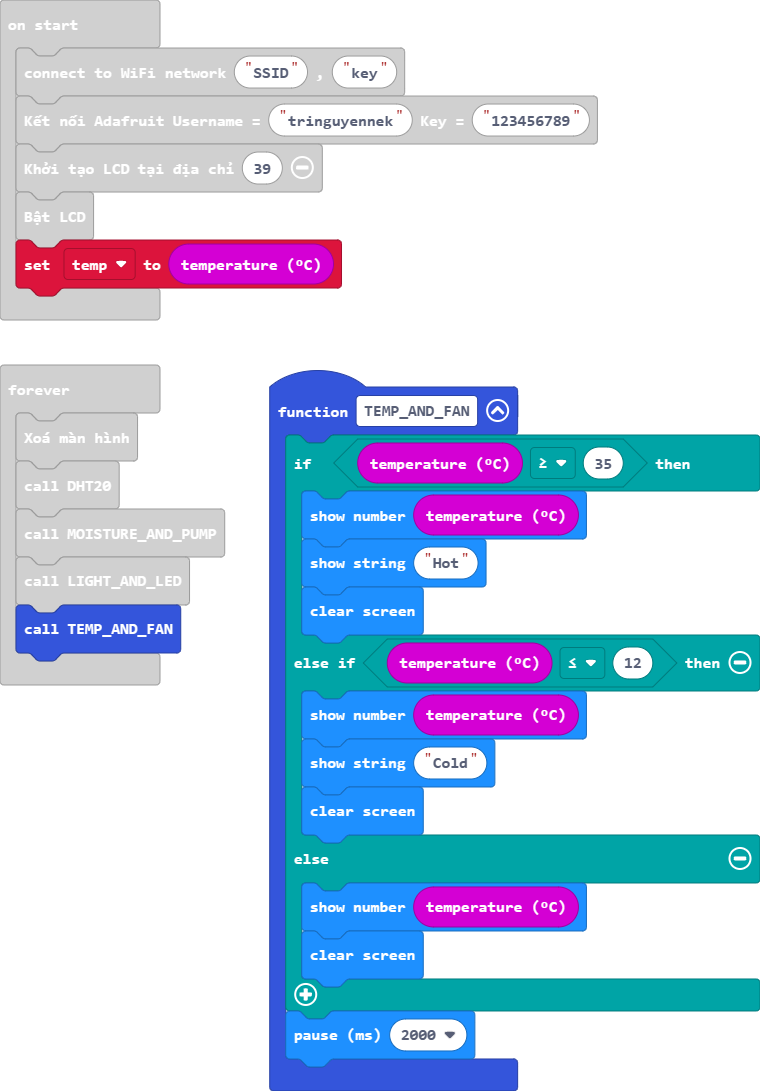 on start
connect to WiFi network "SSID" , "key"
Kết nối Adafruit Username = "tringuyennek" Key = "123456789"
Khởi tạo LCD tại địa chỉ 39
Bật LCD
set temp to temperature (ºC)
forever
Xoá màn hình
call DHT20
call MOISTURE_AND_PUMP
call LIGHT_AND_LED
call TEMP_AND_FAN
function TEMP_AND_FAN
if temperature (ºC) ≥ 35 then
show number temperature (ºC)
show string "Hot"
clear screen
else if temperature (ºC) ≤ 12 then
show number temperature (ºC)
show string "Cold"
clear screen
else
show number temperature (ºC)
clear screen
pause (ms) 2000